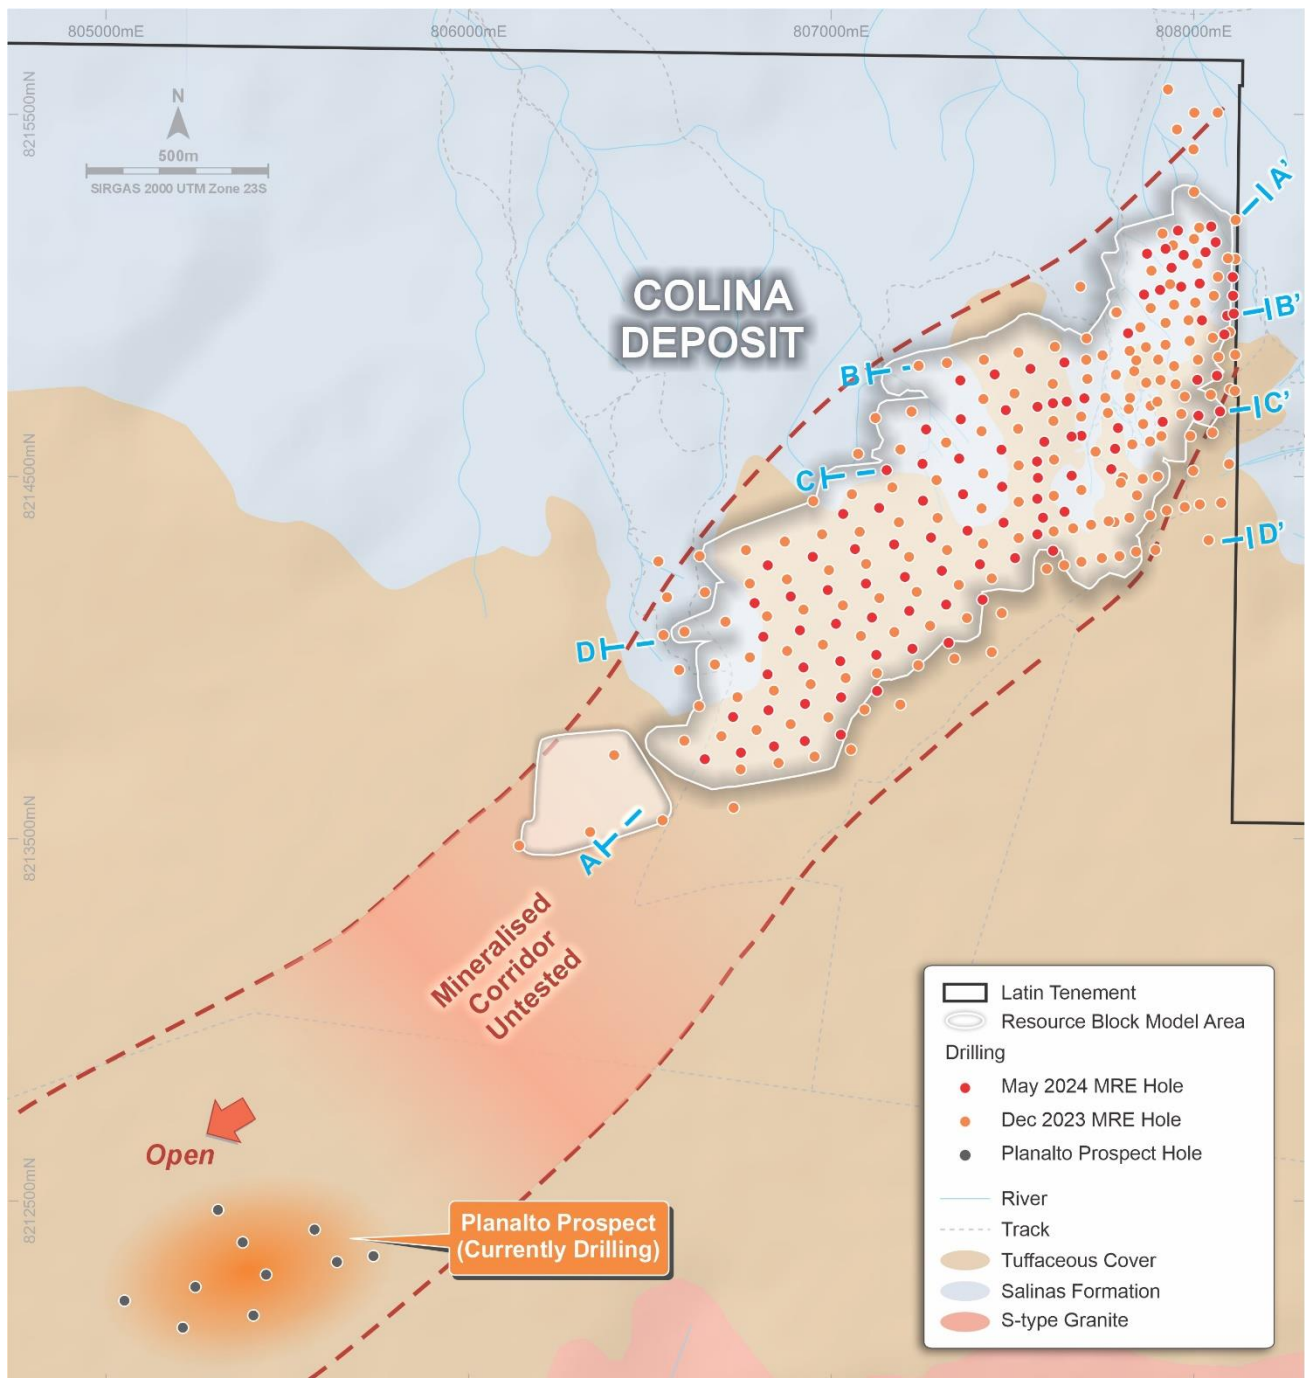 805000mE
806000mE
807000mE
808000mE
8215500mN
8214500mN
8213500mN
8212500mN
N
500m
SIRGAS 2000 UTM Zone 23S
COLINA
DEPOSIT
A'
B'
B
C'
C
D'
D
A
Mineralised
Corridor
Untested
Open
Planalto Prospect
(Currently Drilling)
Latin Tenement
Resource Block Model Area
Drilling
May 2024 MRE Hole
Dec 2023 MRE Hole
Planalto Prospect Hole
River
Track
Tuffaceous Cover
Salinas Formation
S-type Granite